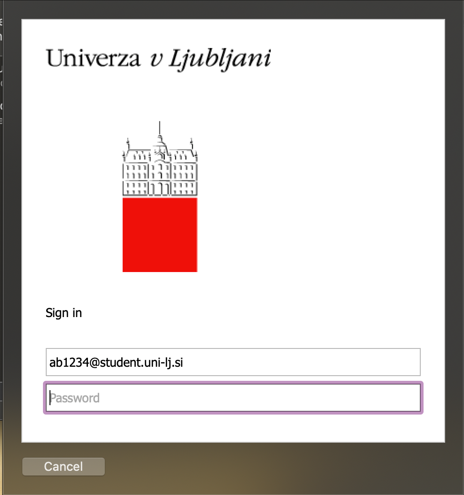 Univerza v Ljubljani
Sign in
ab1234@student.uni-lj.si
Password
Cancel